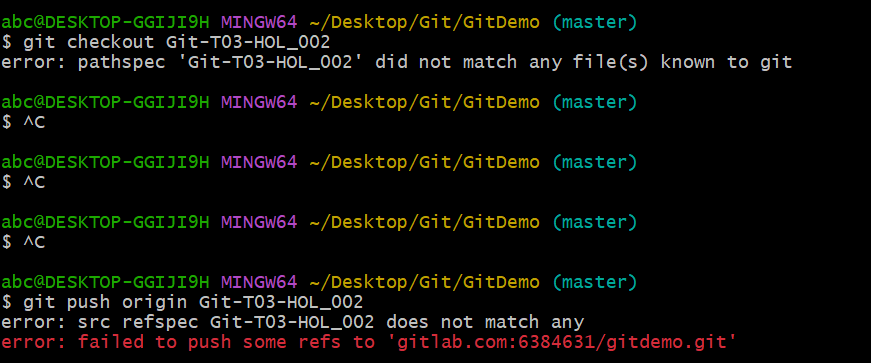 abc@DESKTOP-GGIJI9H MINGW64 ~/Desktop/Git/GitDemo (master)
$ git checkout Git-T03-HOL_002
error: pathspec 'Git-T03-HOL_002' did not match any file(s) known to git
abc@DESKTOP-GGIJI9H MINGW64 ~/Desktop/Git/GitDemo (master)
$ ^C
abc@DESKTOP-GGIJI9H MINGW64 ~/Desktop/Git/GitDemo (master)
$ ^C
abc@DESKTOP-GGIJI9H MINGW64 ~/Desktop/Git/GitDemo (master)
$ ^C
abc@DESKTOP-GGIJI9H MINGW64 ~/Desktop/Git/GitDemo (master)
$ git push origin Git-T03-HOL_002
error: src refspec Git-T03-HOL_002 does not match any
error: failed to push some refs to 'gitlab.com:6384631/gitdemo.git'